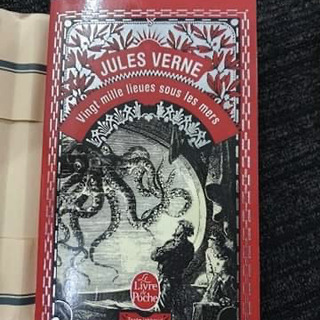 JULES VERNE
Vingt mille lieues sous les mers
Le
Livre
de
Poche